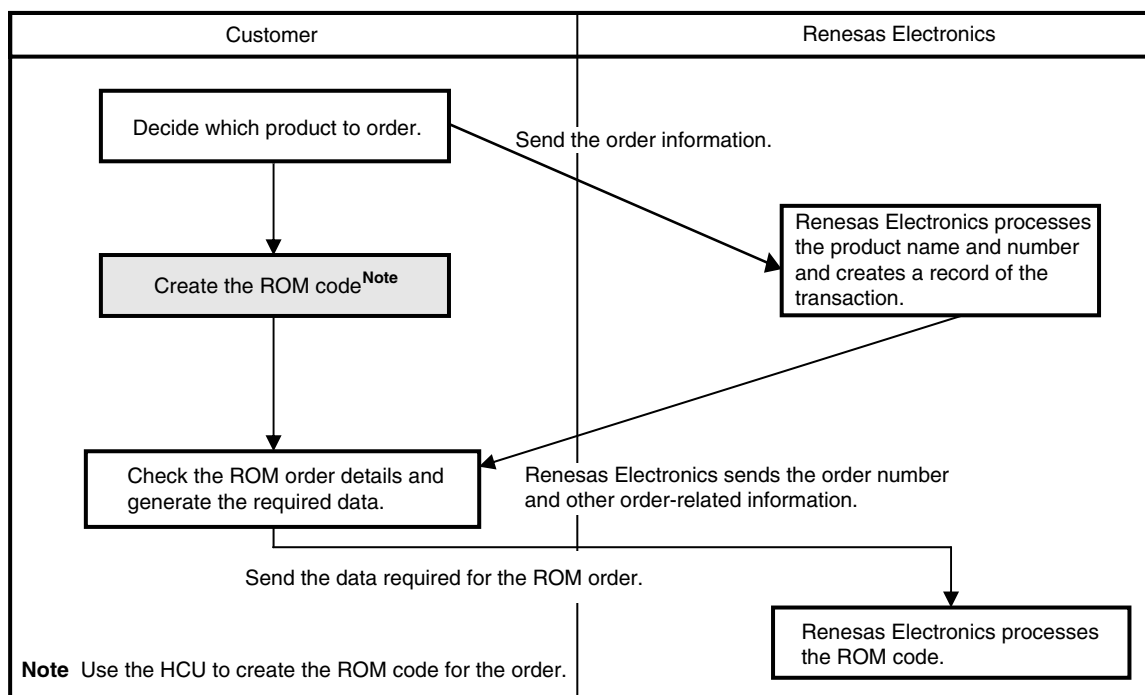 Customer
Renesas Electronics
Decide which product to order.
Send the order information.
Renesas Electronics processes
the product name and number
and creates a record of the
transaction.
Create the ROM code Note
Check the ROM order details and
generate the required data.
Renesas Electronics sends the order number
and other order-related information.
Send the data required for the ROM order.
Renesas Electronics processes
the ROM code.
Note Use the HCU to create the ROM code for the order.